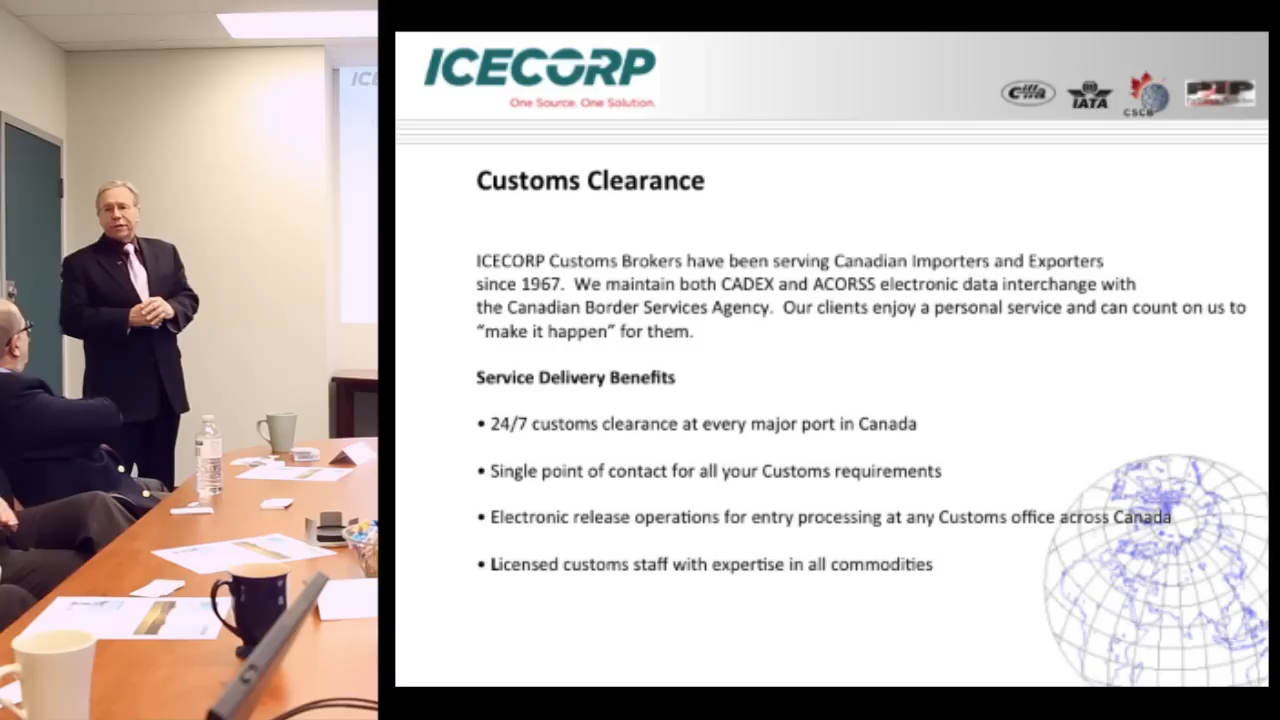 ICECORP
One Source. One Solution.
ciffa
IATA
CSCB
PIP
Customs Clearance
ICECORP Customs Brokers have been serving Canadian Importers and Exporters
since 1967.  We maintain both CADEX and ACORSS electronic data interchange with
the Canadian Border Services Agency.  Our clients enjoy a personal service and can count on us to
“make it happen” for them.
Service Delivery Benefits
• 24/7 customs clearance at every major port in Canada
• Single point of contact for all your Customs requirements
• Electronic release operations for entry processing at any Customs office across Canada
• Licensed customs staff with expertise in all commodities